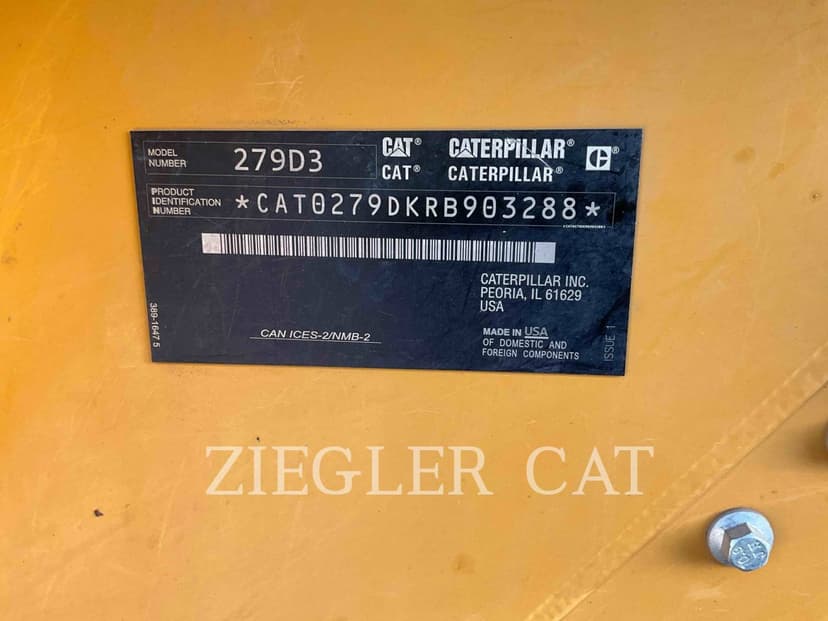 MODEL NUMBER 279D3
CAT® CATERPILLAR® C®
CAT® CATERPILLAR®
PRODUCT IDENTIFICATION NUMBER *CAT0279DKRB903288*
*CAT0279DKRB903288*
CATERPILLAR INC.
PEORIA, IL 61629
USA
389-1647 5
CAN ICES-2/NMB-2
MADE IN USA
OF DOMESTIC AND
FOREIGN COMPONENTS
ISSUE 1
ZIEGLER CAT